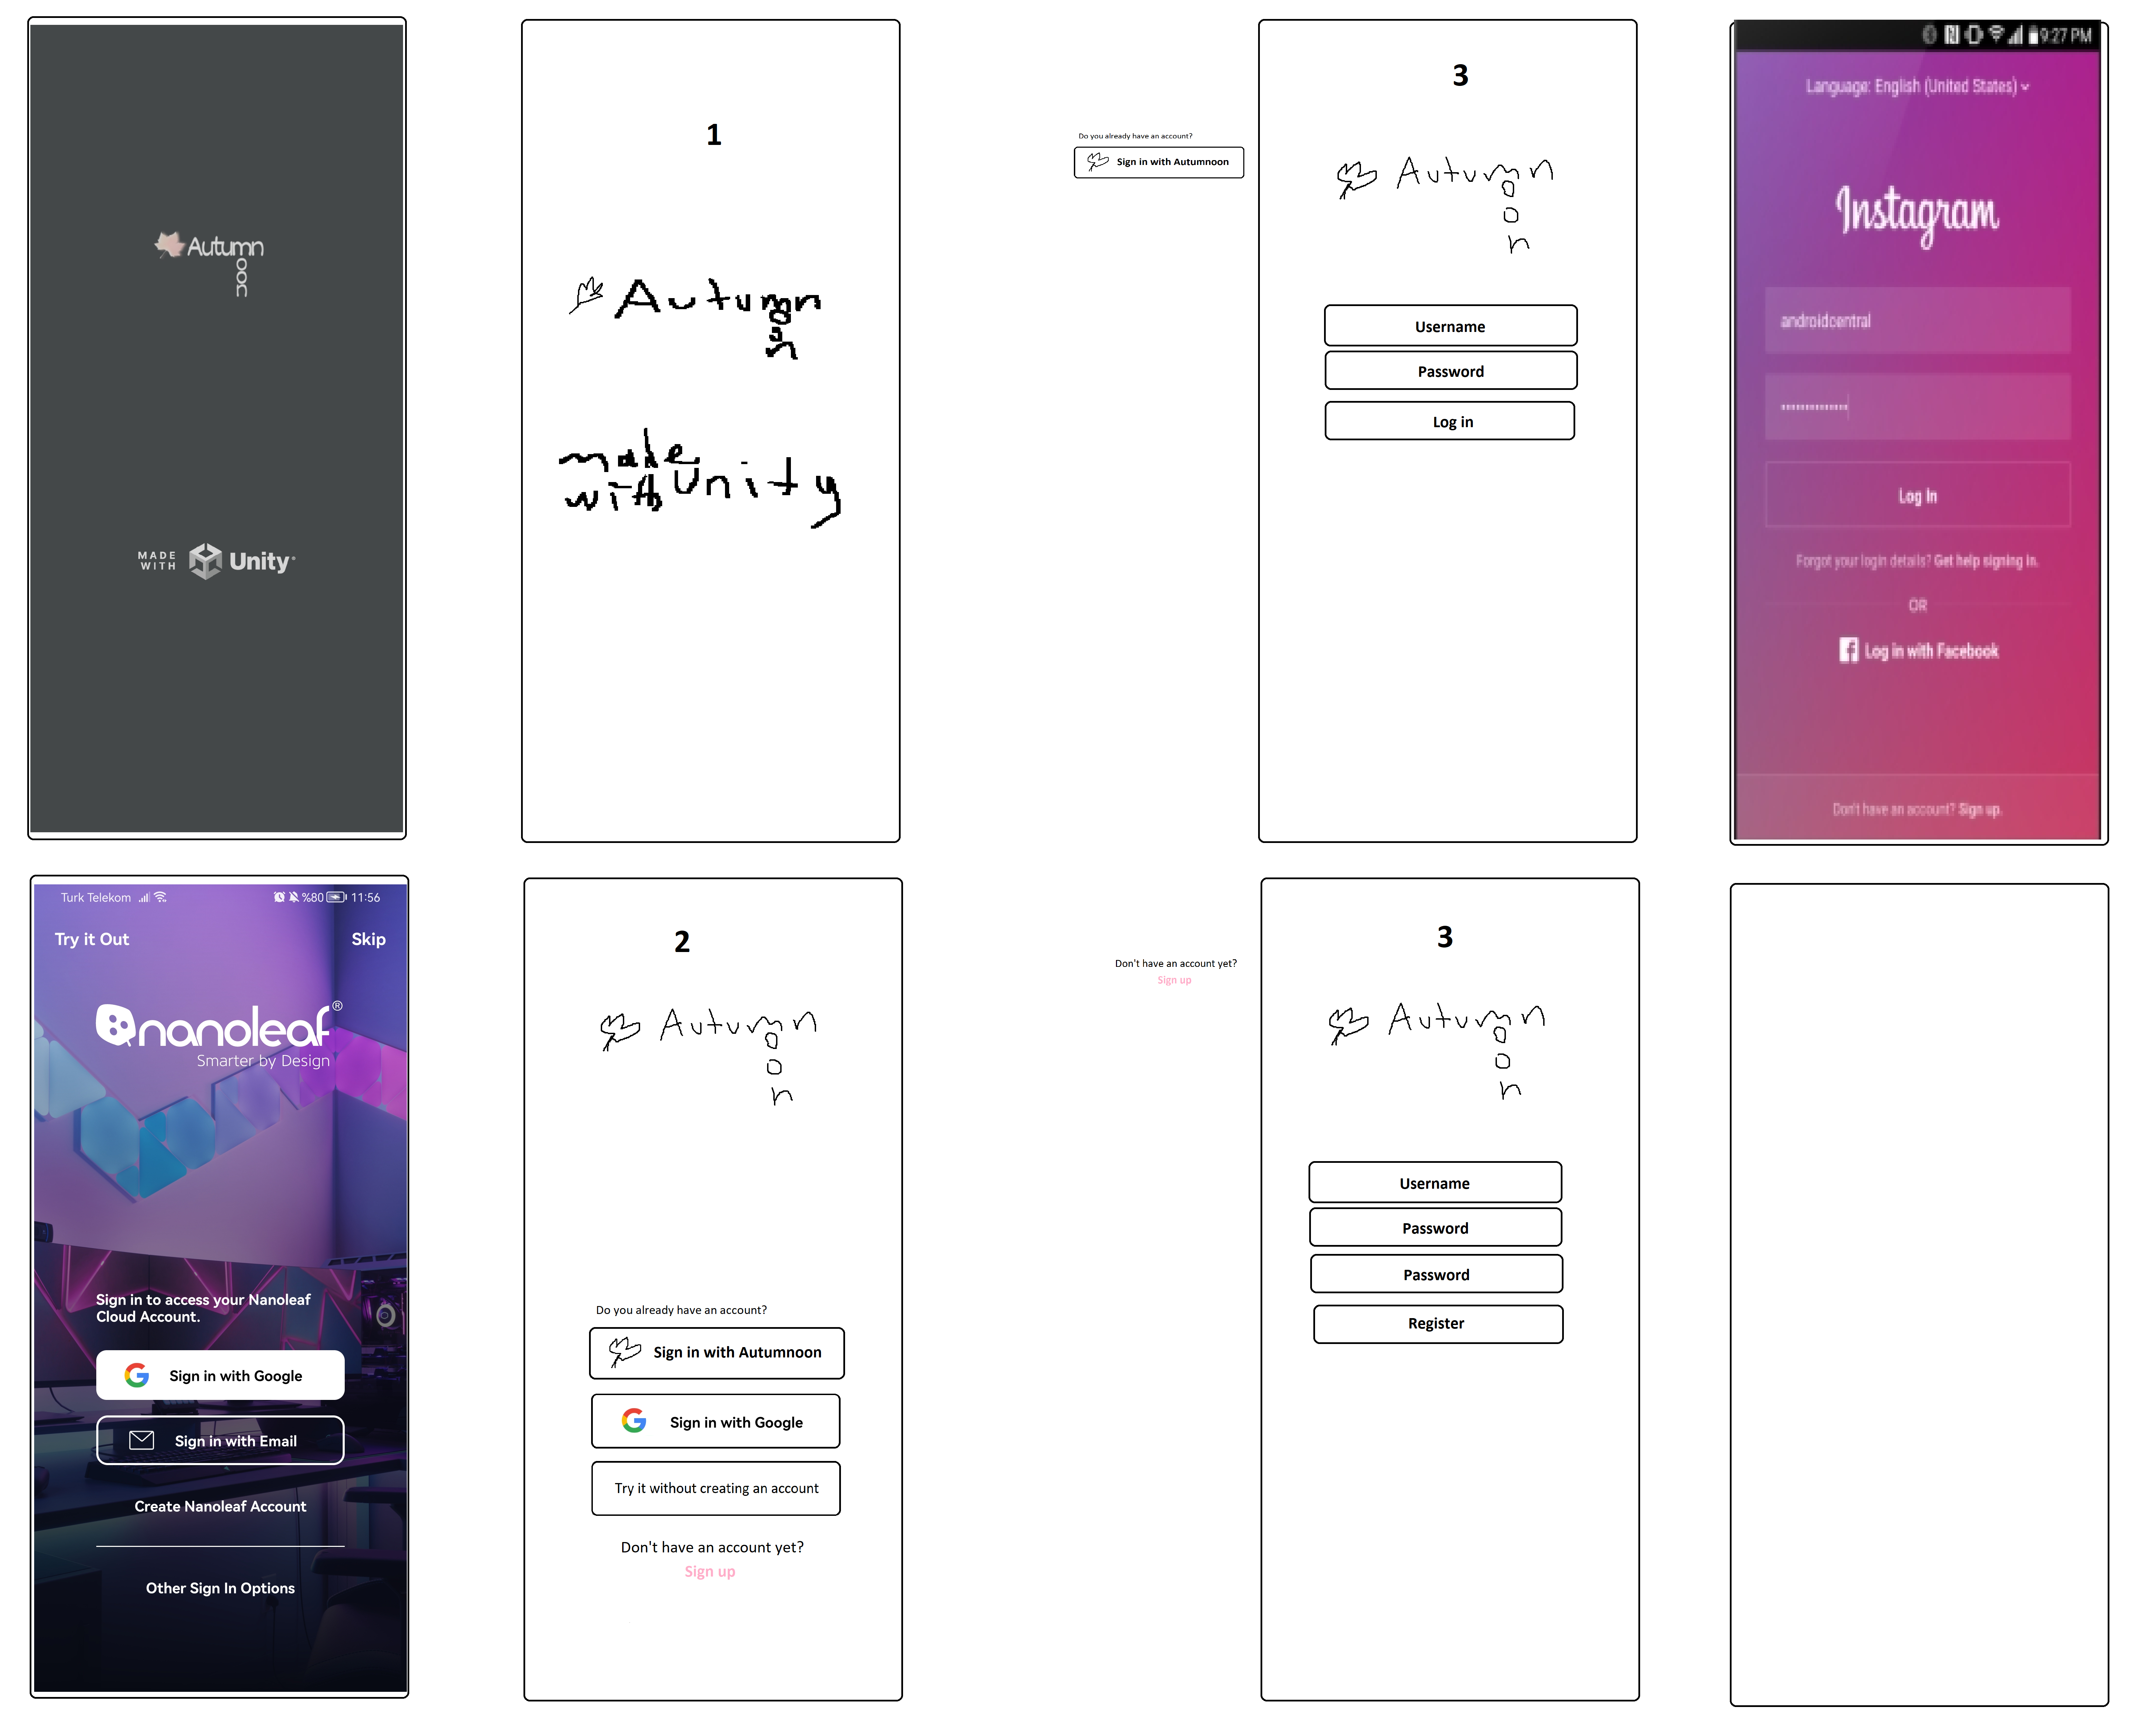 Autumn
noon
MADE
WITH
Unity
1
Autumn
o
o
n
made
with Unity
Do you already have an account?
Sign in with Autumnoon
3
Autumn
o
o
n
Username
Password
Log in
9:27 PM
Language: English (United States)
Instagram
androidcentral
Log In
Forgot your login details? Get help signing in.
OR
Log in with Facebook
Don't have an account? Sign up.
Turk Telekom
%80 11:56
Try it Out
Skip
nanoleaf®
Smarter by Design
Sign in to access your Nanoleaf
Cloud Account.
Sign in with Google
Sign in with Email
Create Nanoleaf Account
Other Sign In Options
2
Autumn
o
o
n
Do you already have an account?
Sign in with Autumnoon
Sign in with Google
Try it without creating an account
Don't have an account yet?
Sign up
Don't have an account yet?
Sign up
3
Autumn
o
o
n
Username
Password
Password
Register